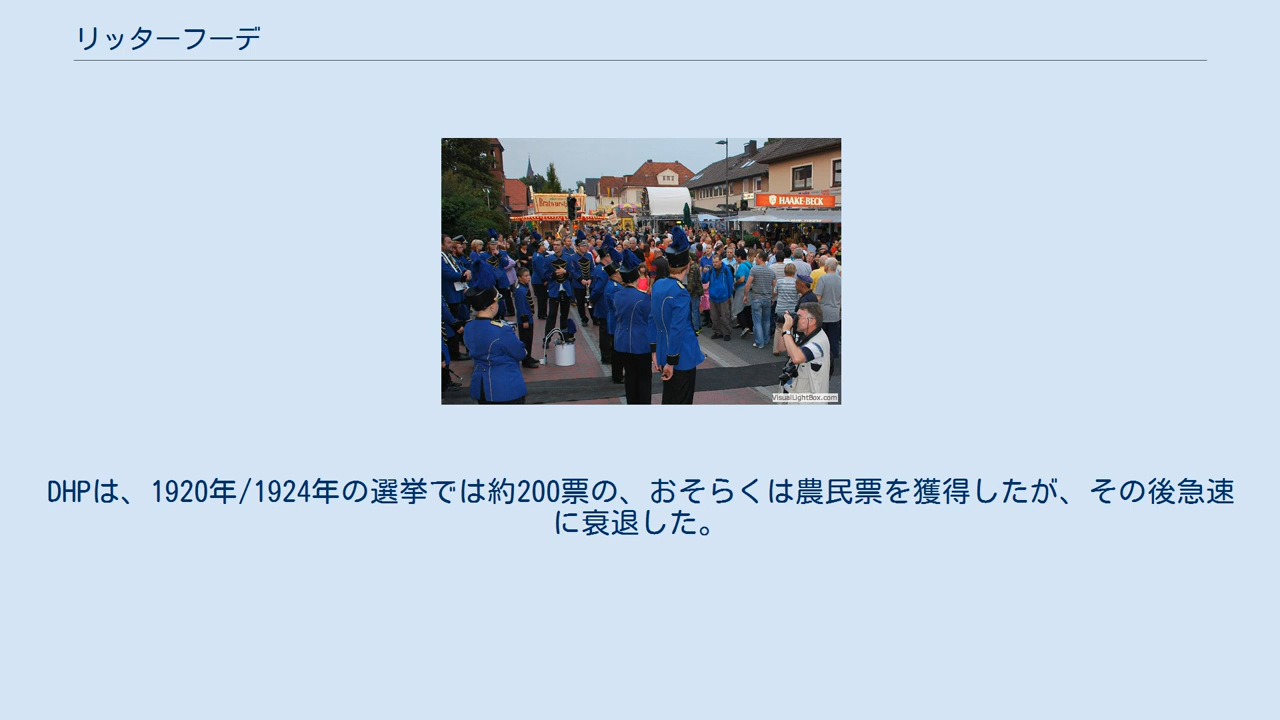 リッターフーデ
Bratwurst
HAAKE-BECK
VisualLightBox.com
DHPは、1920年/1924年の選挙では約200票の、おそらくは農民票を獲得したが、その後急速
に衰退した。